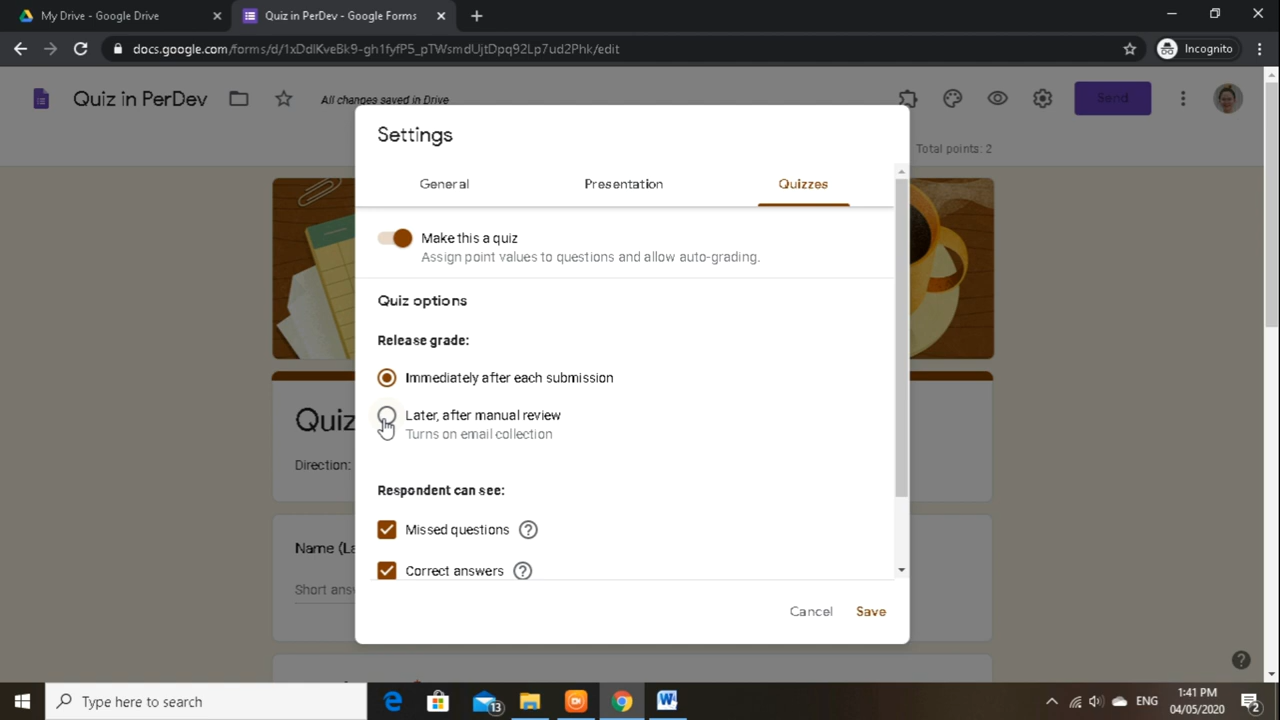 My Drive - Google Drive
Quiz in PerDev - Google Forms
docs.google.com/forms/d/1xDdlKveBk9-gh1fyfP5_pTWsmdUjtDpq92Lp7ud2Phk/edit
Incognito
Quiz in PerDev
All changes saved in Drive
Send
Total points: 2
Settings
General
Presentation
Quizzes
Make this a quiz
Assign point values to questions and allow auto-grading.
Quiz options
Release grade:
Immediately after each submission
Later, after manual review
Turns on email collection
Respondent can see:
Missed questions
Correct answers
Cancel
Save
Quiz
Direction:
Name (La
Short ans
Type here to search
13
ENG
1:41 PM
04/05/2020
2